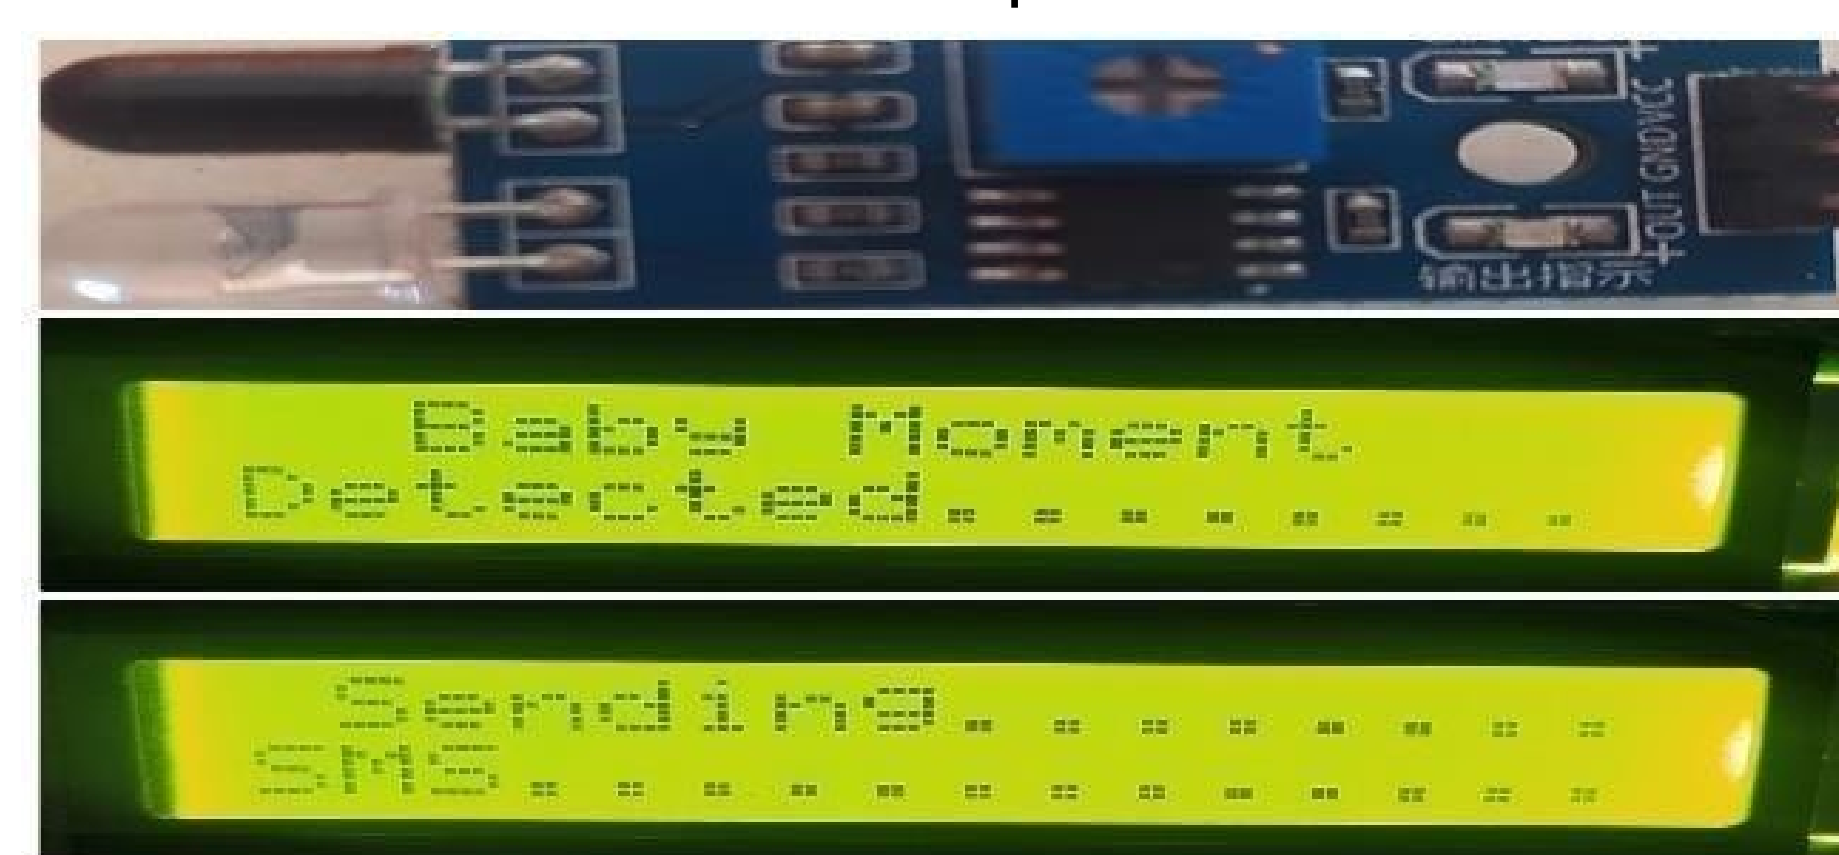 OUT GND VCC
输出指示
Baby Moment
Detected........
Sending........
SMS.............